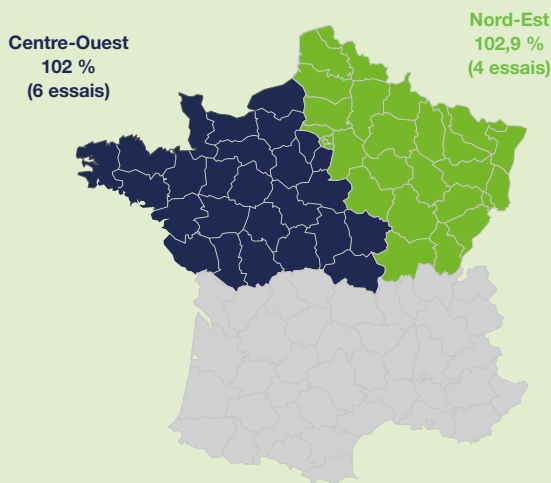 Centre-Ouest
102 %
(6 essais)
Nord-Est
102,9 %
(4 essais)